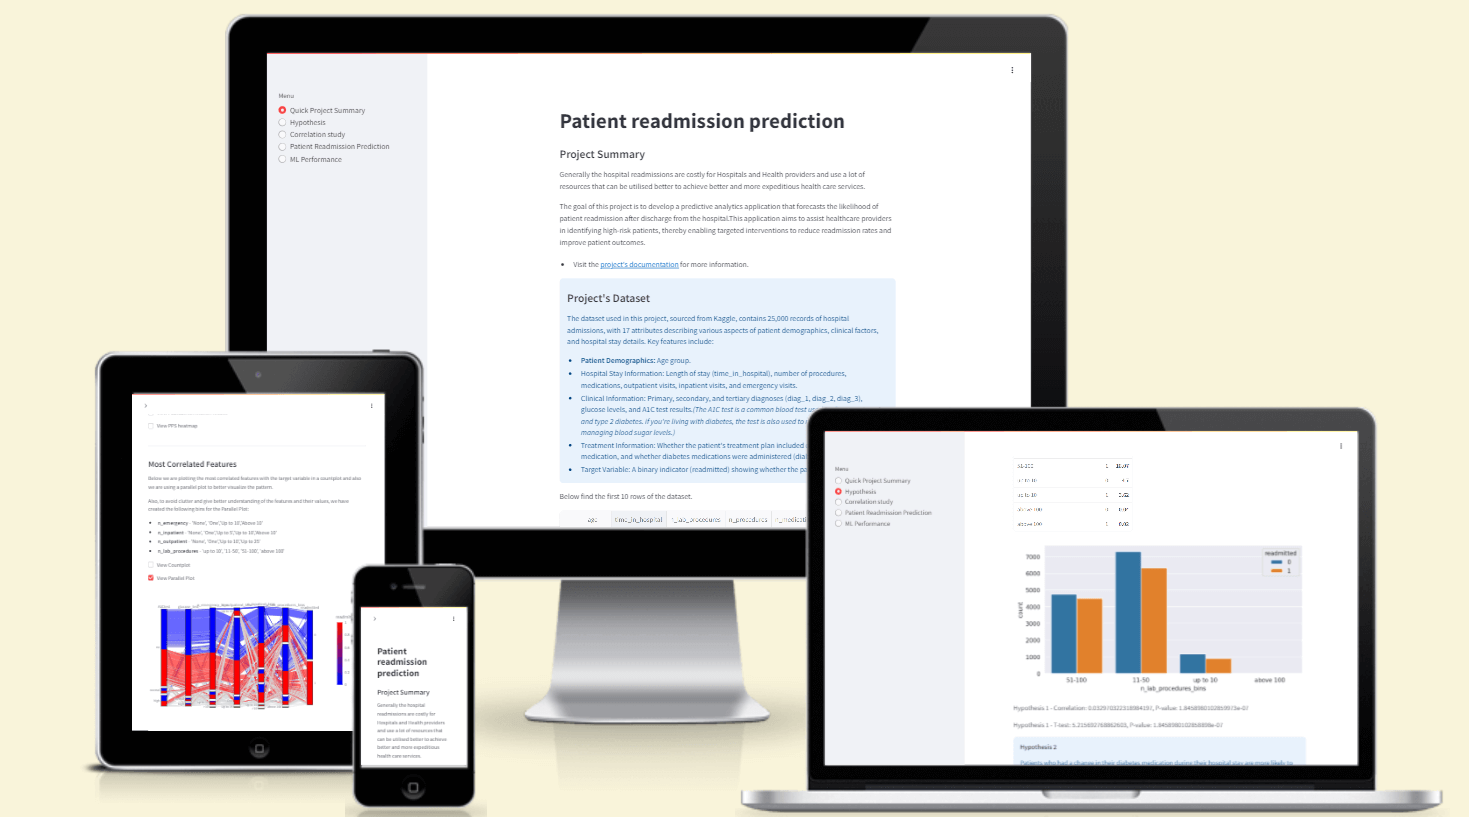 Menu
Quick Project Summary
Hypothesis
Correlation study
Patient Readmission Prediction
ML Performance
Patient readmission prediction
Project Summary
Generally the hospital readmissions are costly for Hospitals and Health providers and use a lot of
resources that can be utilised better to achieve better and more expeditious health care services.
The goal of this project is to develop a predictive analytics application that forecasts the likelihood of
patient readmission after discharge from the hospital.This application aims to assist healthcare providers
in identifying high-risk patients, thereby enabling targeted interventions to reduce readmission rates and
improve patient outcomes.
Visit the project's documentation for more information.
Project's Dataset
The dataset used in this project, sourced from Kaggle, contains 25,000 records of hospital
admissions, with 17 attributes describing various aspects of patient demographics, clinical factors,
and hospital stay details. Key features include:
Patient Demographics: Age group.
Hospital Stay Information: Length of stay (time_in_hospital), number of procedures,
medications, outpatient visits, inpatient visits, and emergency visits.
Clinical Information: Primary, secondary, and tertiary diagnoses (diag_1, diag_2, diag_3),
glucose levels, and A1C test results.(The A1C test is a common blood test
and type 2 diabetes. if you're living with diabetes, the test is also used to
managing blood sugar levels.)
Treatment Information: Whether the patient's treatment plan included
medication, and whether diabetes medications were administered
Target Variable: A binary indicator (readmitted) showing whether the
Below find the first 10 rows of the dataset.
age time_in_hospital n_lab_procedures n_procedures
View PPS heatmap
Most Correlated Features
Below we are plotting the most correlated features with the target variable in a countplot and also
we are using a parallel plot to better visualise the pattern.
Also, to avoid clutter and give better understanding of the features and their values, we have
created the following bins for the Parallel Plot:
n_emergency - 'None', 'One','Up to 10','Above 10'
n_inpatient - 'None', 'One','Up to 5','Up to 10','Above 10'
n_outpatient - 'None', 'One','Up to 10','Up to 20'
n_lab_procedures - 'up to 10', '11-50', '51-100', 'above 100'
View Countplot
View Parallel Plot
Patient
readmission
prediction
Project Summary
Generally the hospital
readmissions are costly for
hospitals and Health providers
and use a lot of resources that
can be utilised better to achieve
better and more expeditious
health care services.
Menu
Quick Project Summary
Hypothesis
Correlation study
Patient Readmission Prediction
ML Performance
51-100 1
up to 10 1
above 100
above 100 1
readmitted
0
1
7000
6000
5000
4000
3000
2000
1000
0
count
51-100 11-50 up to 10 above 100
n_lab_procedures_bins
Hypothesis 1 - Correlation:
Hypothesis 1 - T-test:
Hypothesis 2
Patients who had a change in their diabetes medication during their hospital stay are more likely to